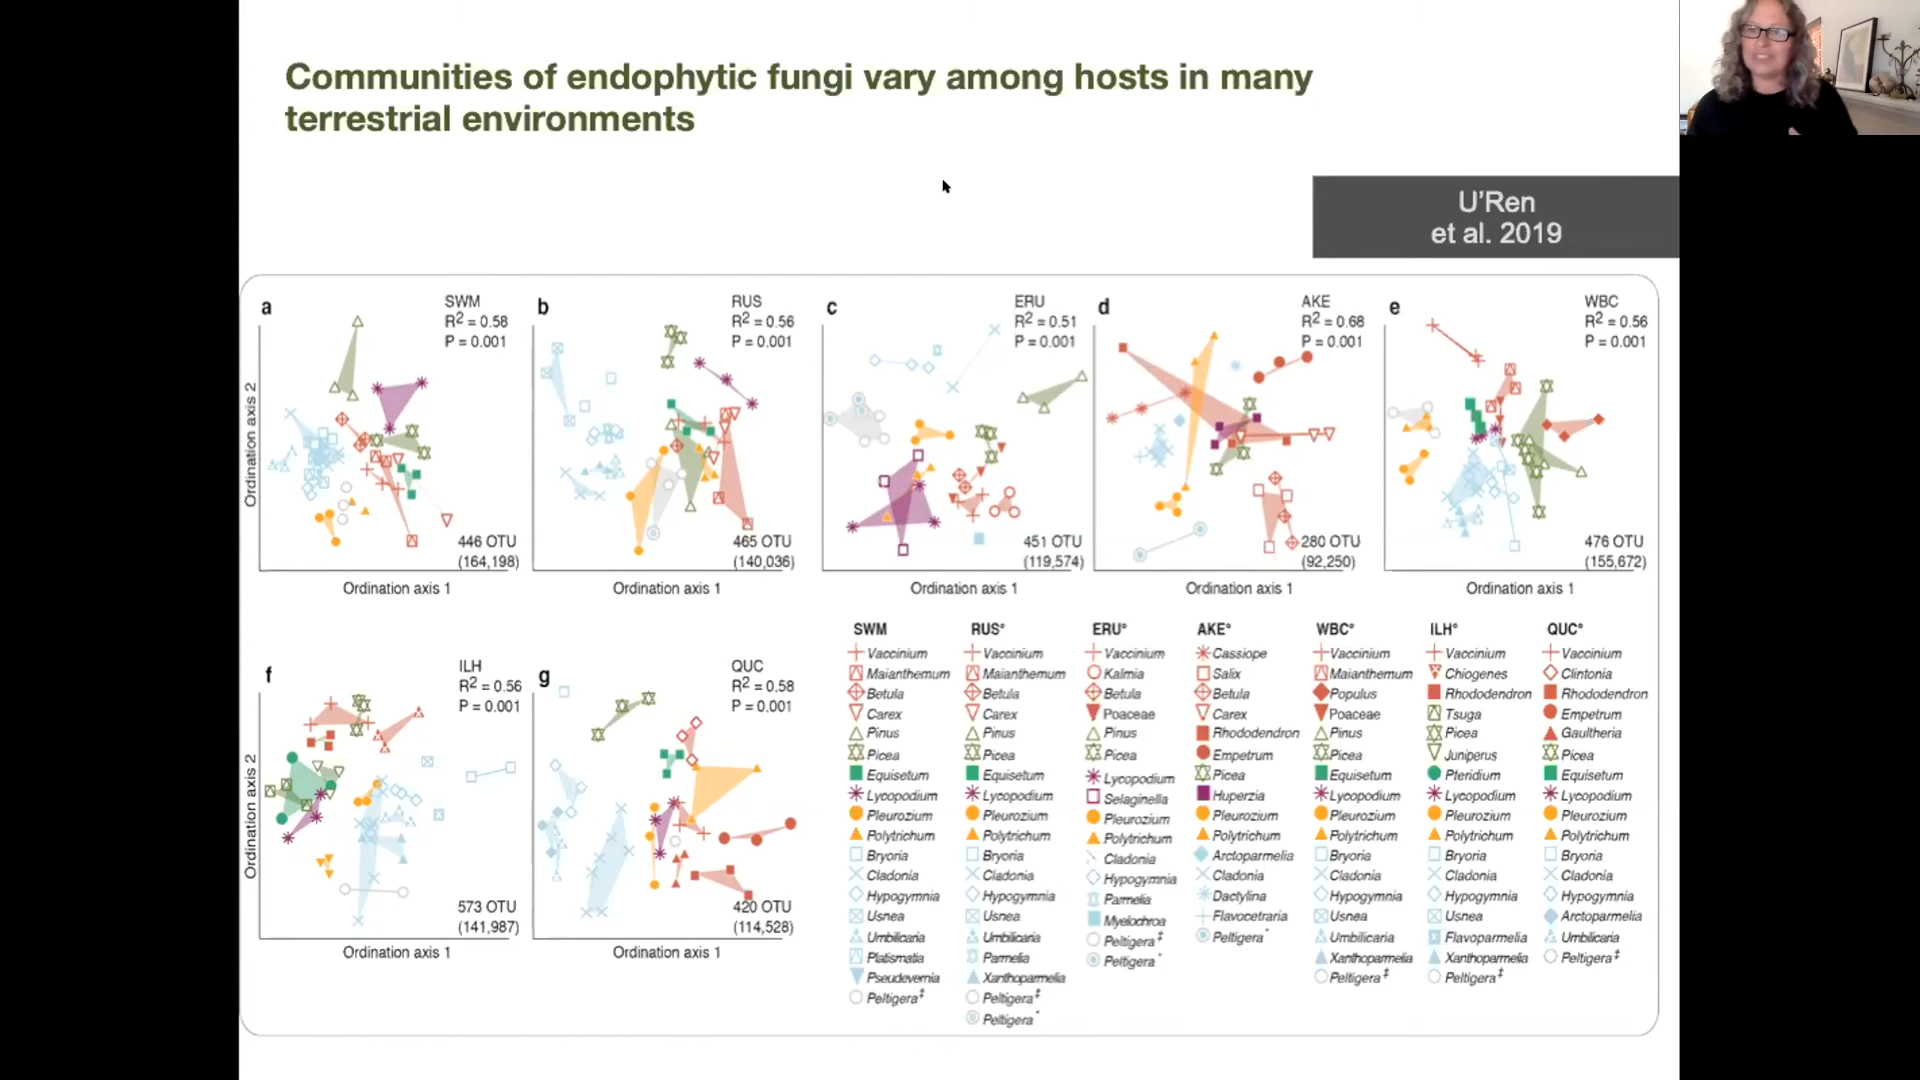 Communities of endophytic fungi vary among hosts in many
terrestrial environments
U'Ren
et al. 2019
a
SWM
R2 = 0.58
P = 0.001
446 OTU
(164,198)
Ordination axis 2
Ordination axis 1
b
RUS
R2 = 0.56
P = 0.001
465 OTU
(140,036)
Ordination axis 1
c
ERU
R2 = 0.51
P = 0.001
451 OTU
(119,574)
Ordination axis 1
d
AKE
R2 = 0.68
P = 0.001
280 OTU
(92,250)
Ordination axis 1
e
WBC
R2 = 0.56
P = 0.001
476 OTU
(155,672)
Ordination axis 1
f
ILH
R2 = 0.56
P = 0.001
573 OTU
(141,987)
Ordination axis 2
Ordination axis 1
g
QUC
R2 = 0.58
P = 0.001
420 OTU
(114,528)
Ordination axis 1
SWM
Vaccinium
Maianthemum
Betula
Carex
Pinus
Picea
Equisetum
Lycopodium
Pleurozium
Polytrichum
Bryoria
Cladonia
Hypogymnia
Usnea
Umbilicaria
Platismatia
Pseudevernia
Peltigera‡
RUS°
Vaccinium
Maianthemum
Betula
Carex
Pinus
Picea
Equisetum
Lycopodium
Pleurozium
Polytrichum
Bryoria
Cladonia
Hypogymnia
Usnea
Umbilicaria
Parmelia
Xanthoparmelia
Peltigera‡
Peltigera*
ERU°
Vaccinium
Kalmia
Betula
Poaceae
Pinus
Picea
Lycopodium
Selaginella
Pleurozium
Polytrichum
Cladonia
Hypogymnia
Parmelia
Myelochroa
Peltigera‡
Peltigera*
AKE°
Cassiope
Salix
Betula
Carex
Rhododendron
Empetrum
Picea
Huperzia
Pleurozium
Polytrichum
Arctoparmelia
Cladonia
Dactylina
Flavocetraria
Peltigera*
WBC°
Vaccinium
Maianthemum
Populus
Poaceae
Pinus
Picea
Equisetum
Lycopodium
Pleurozium
Polytrichum
Bryoria
Cladonia
Hypogymnia
Usnea
Umbilicaria
Xanthoparmelia
Peltigera‡
ILH°
Vaccinium
Chiogenes
Rhododendron
Tsuga
Picea
Juniperus
Pteridium
Lycopodium
Pleurozium
Polytrichum
Bryoria
Cladonia
Hypogymnia
Usnea
Flavoparmelia
Xanthoparmelia
Peltigera‡
QUC°
Vaccinium
Clintonia
Rhododendron
Empetrum
Gaultheria
Picea
Equisetum
Lycopodium
Pleurozium
Polytrichum
Bryoria
Cladonia
Hypogymnia
Arctoparmelia
Umbilicaria
Peltigera‡